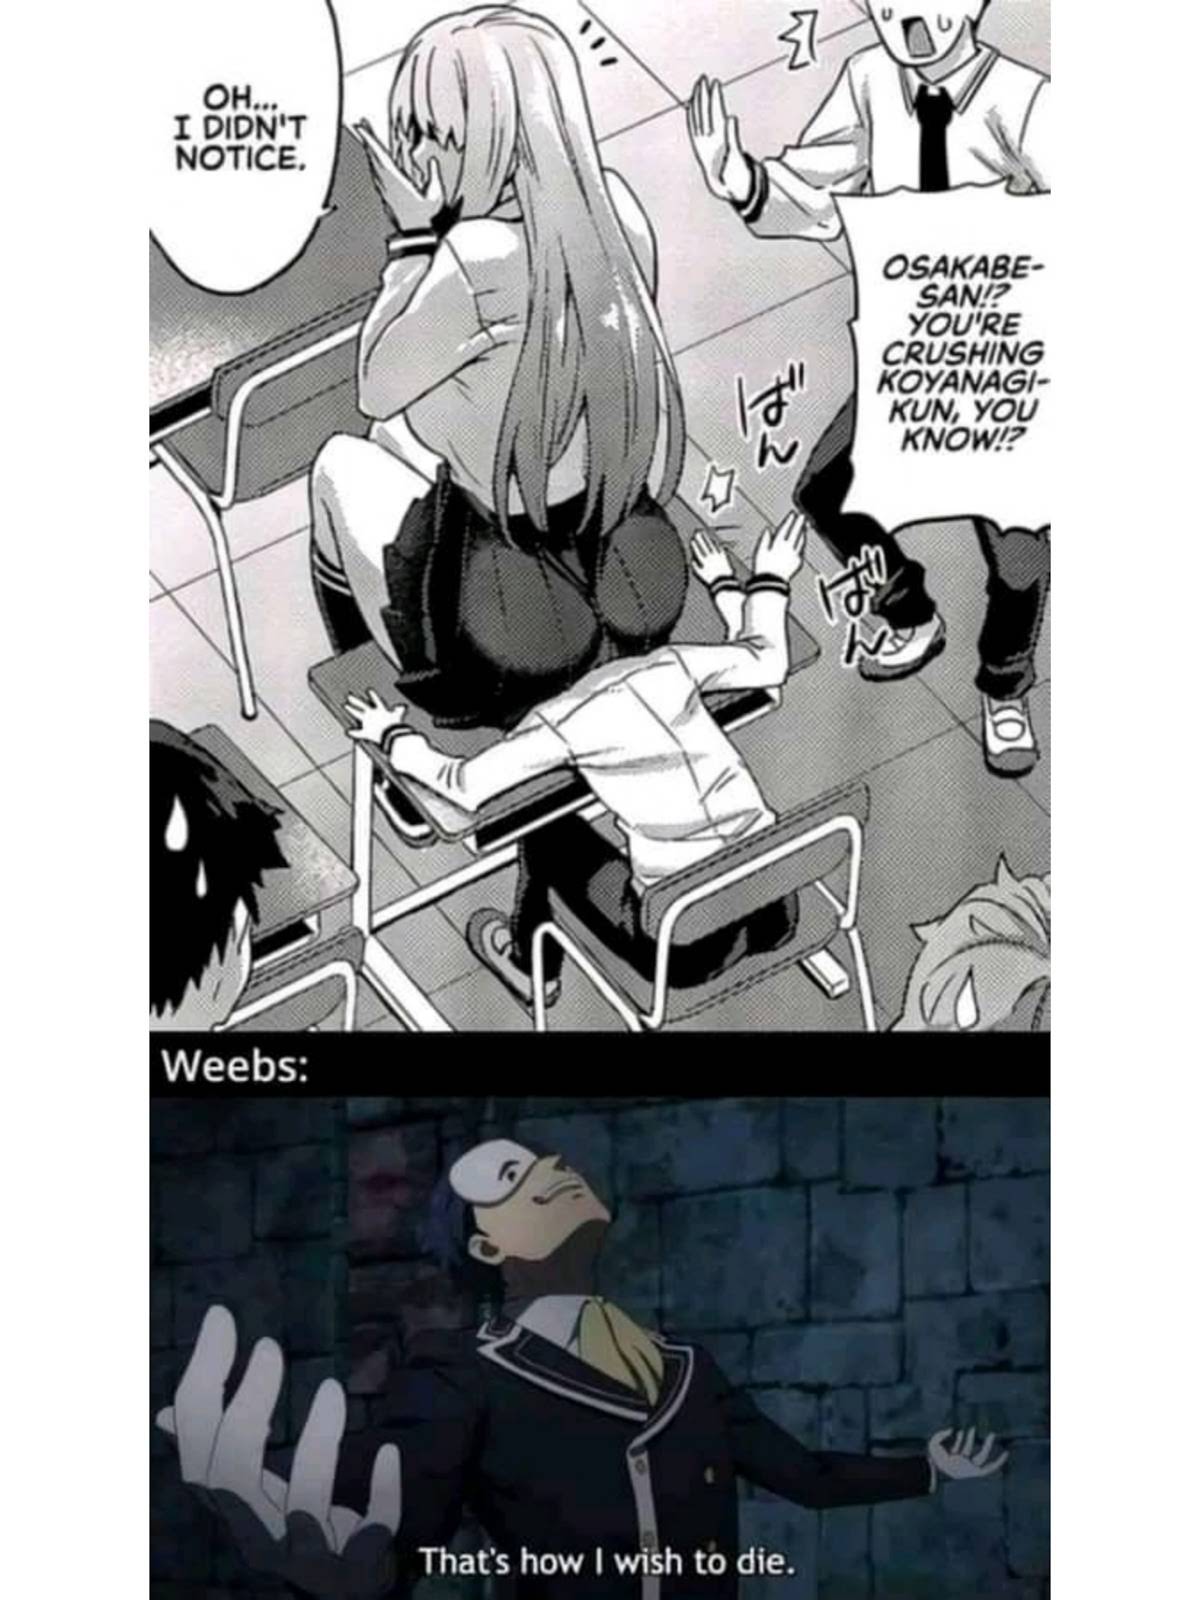 OH...
I DIDN'T
NOTICE.
OSAKABE-
SAN!?
YOU'RE
CRUSHING
KOYANAGI-
KUN, YOU
KNOW!?
ばん
ばん
Weebs:
That's how I wish to die.